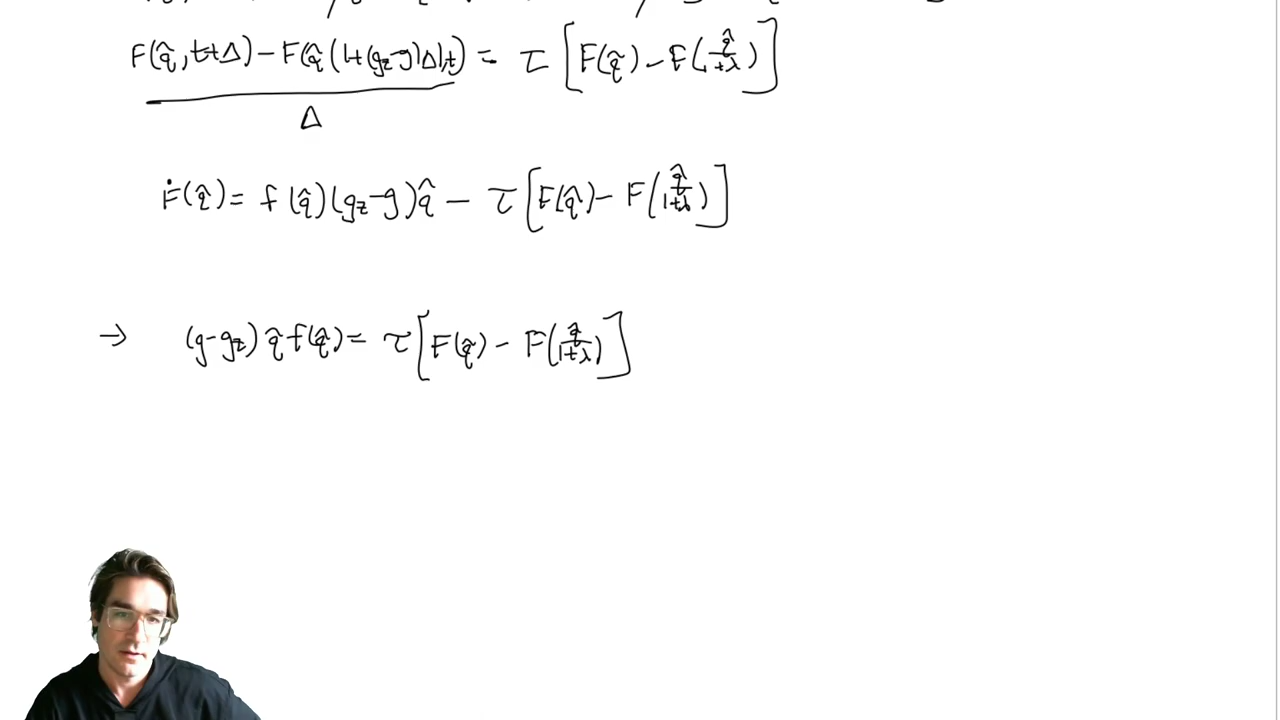 F(q̂, t+Δ) − F(q̂(1+(g_z−g)Δ),t) = τ[F(q̂) − F(q̂/1+λ)]
Δ
Ḟ(q̂) = f(q̂)(g_z−g)q̂ − τ[F(q̂) − F(q̂/1+λ)]
→ (g−g_z) q̂ f(q̂) = τ[F(q̂) − F(q̂/1+λ)]